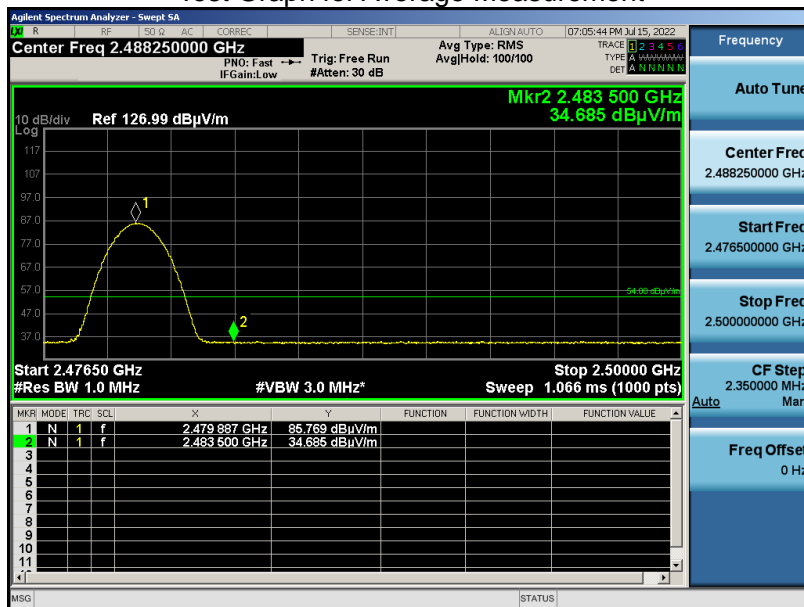 Test Graph for Average Measurement
Agilent Spectrum Analyzer - Swept SA
LXI R RF 50 Ω AC CORREC SENSE:INT ALIGN AUTO 07:05:44 PM Jul 15, 2022
Center Freq 2.488250000 GHz Avg Type: RMS TRACE 1 2 3 4 5 6
PNO: Fast Trig: Free Run Avg|Hold: 100/100 TYPE A WWWWW
IFGain:Low #Atten: 30 dB DET A N N N N N
Mkr2 2.483 500 GHz
34.685 dBµV/m
10 dB/div Ref 126.99 dBµV/m
Log
117
107
97.0
1
87.0
77.0
67.0
57.0
54.00 dBµV/m
47.0
2
37.0
Start 2.47650 GHz Stop 2.50000 GHz
#Res BW 1.0 MHz #VBW 3.0 MHz* Sweep 1.066 ms (1000 pts)
MKR MODE TRC SCL X Y FUNCTION FUNCTION WIDTH FUNCTION VALUE
1 N 1 f 2.479 887 GHz 85.769 dBµV/m
2 N 1 f 2.483 500 GHz 34.685 dBµV/m
3
4
5
6
7
8
9
10
11
MSG STATUS
Frequency
Auto Tune
Center Freq
2.488250000 GHz
Start Freq
2.476500000 GHz
Stop Freq
2.500000000 GHz
CF Step
2.350000 MHz
Auto Man
Freq Offset
0 Hz